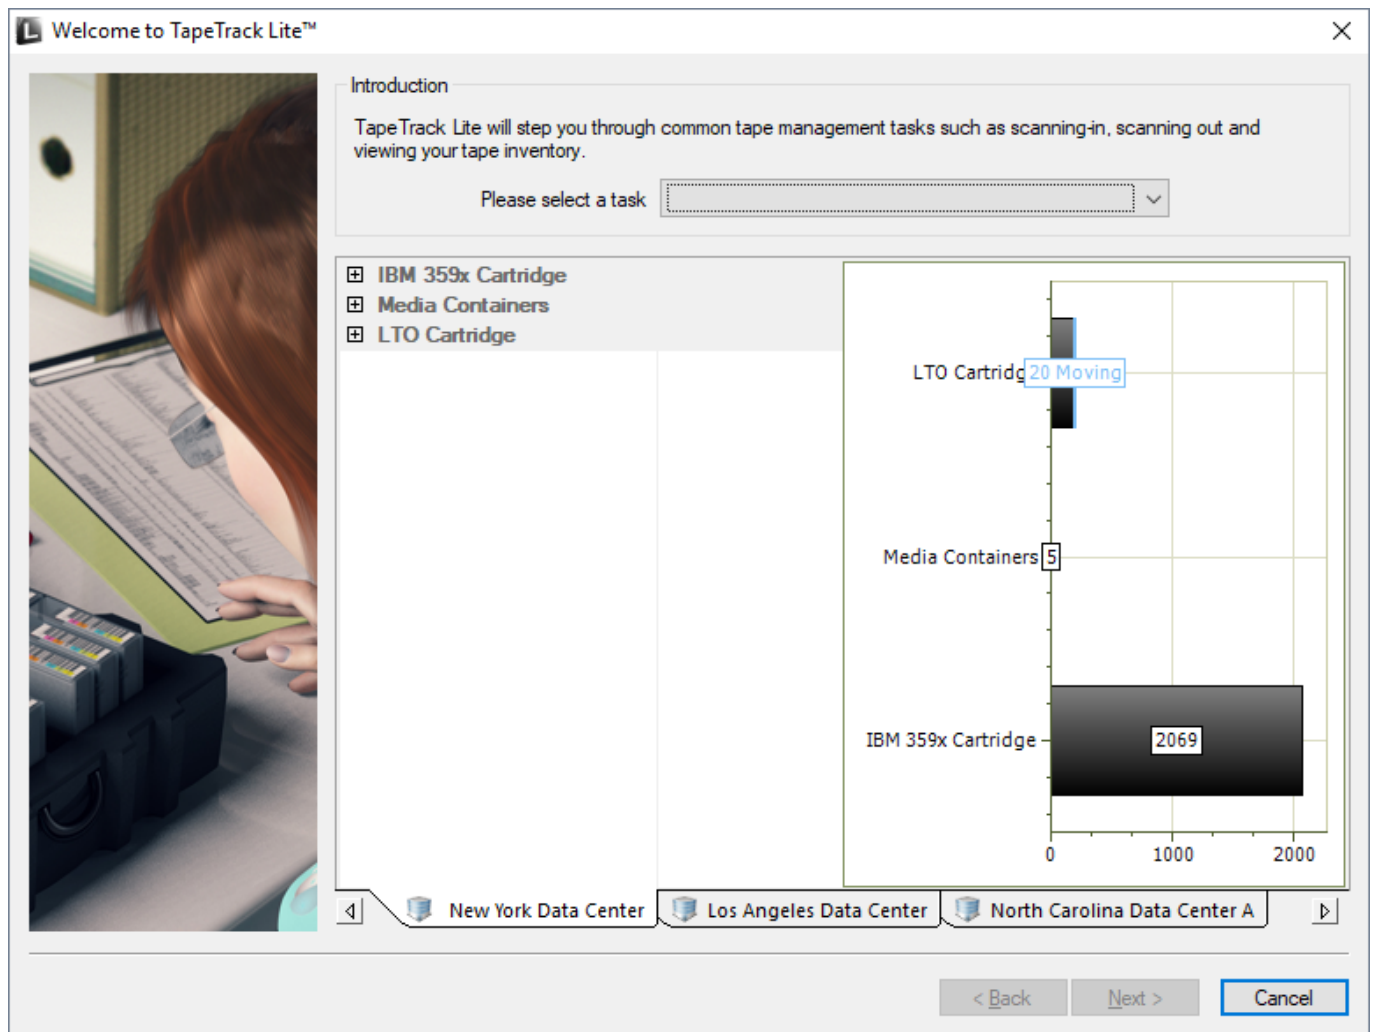 Welcome to TapeTrack Lite™
Introduction
TapeTrack Lite will step you through common tape management tasks such as scanning-in, scanning out and
viewing your tape inventory.
Please select a task
IBM 359x Cartridge
Media Containers
LTO Cartridge
LTO Cartridg
20 Moving
Media Containers
5
IBM 359x Cartridge
2069
0 1000 2000
New York Data Center Los Angeles Data Center North Carolina Data Center A
< Back Next > Cancel